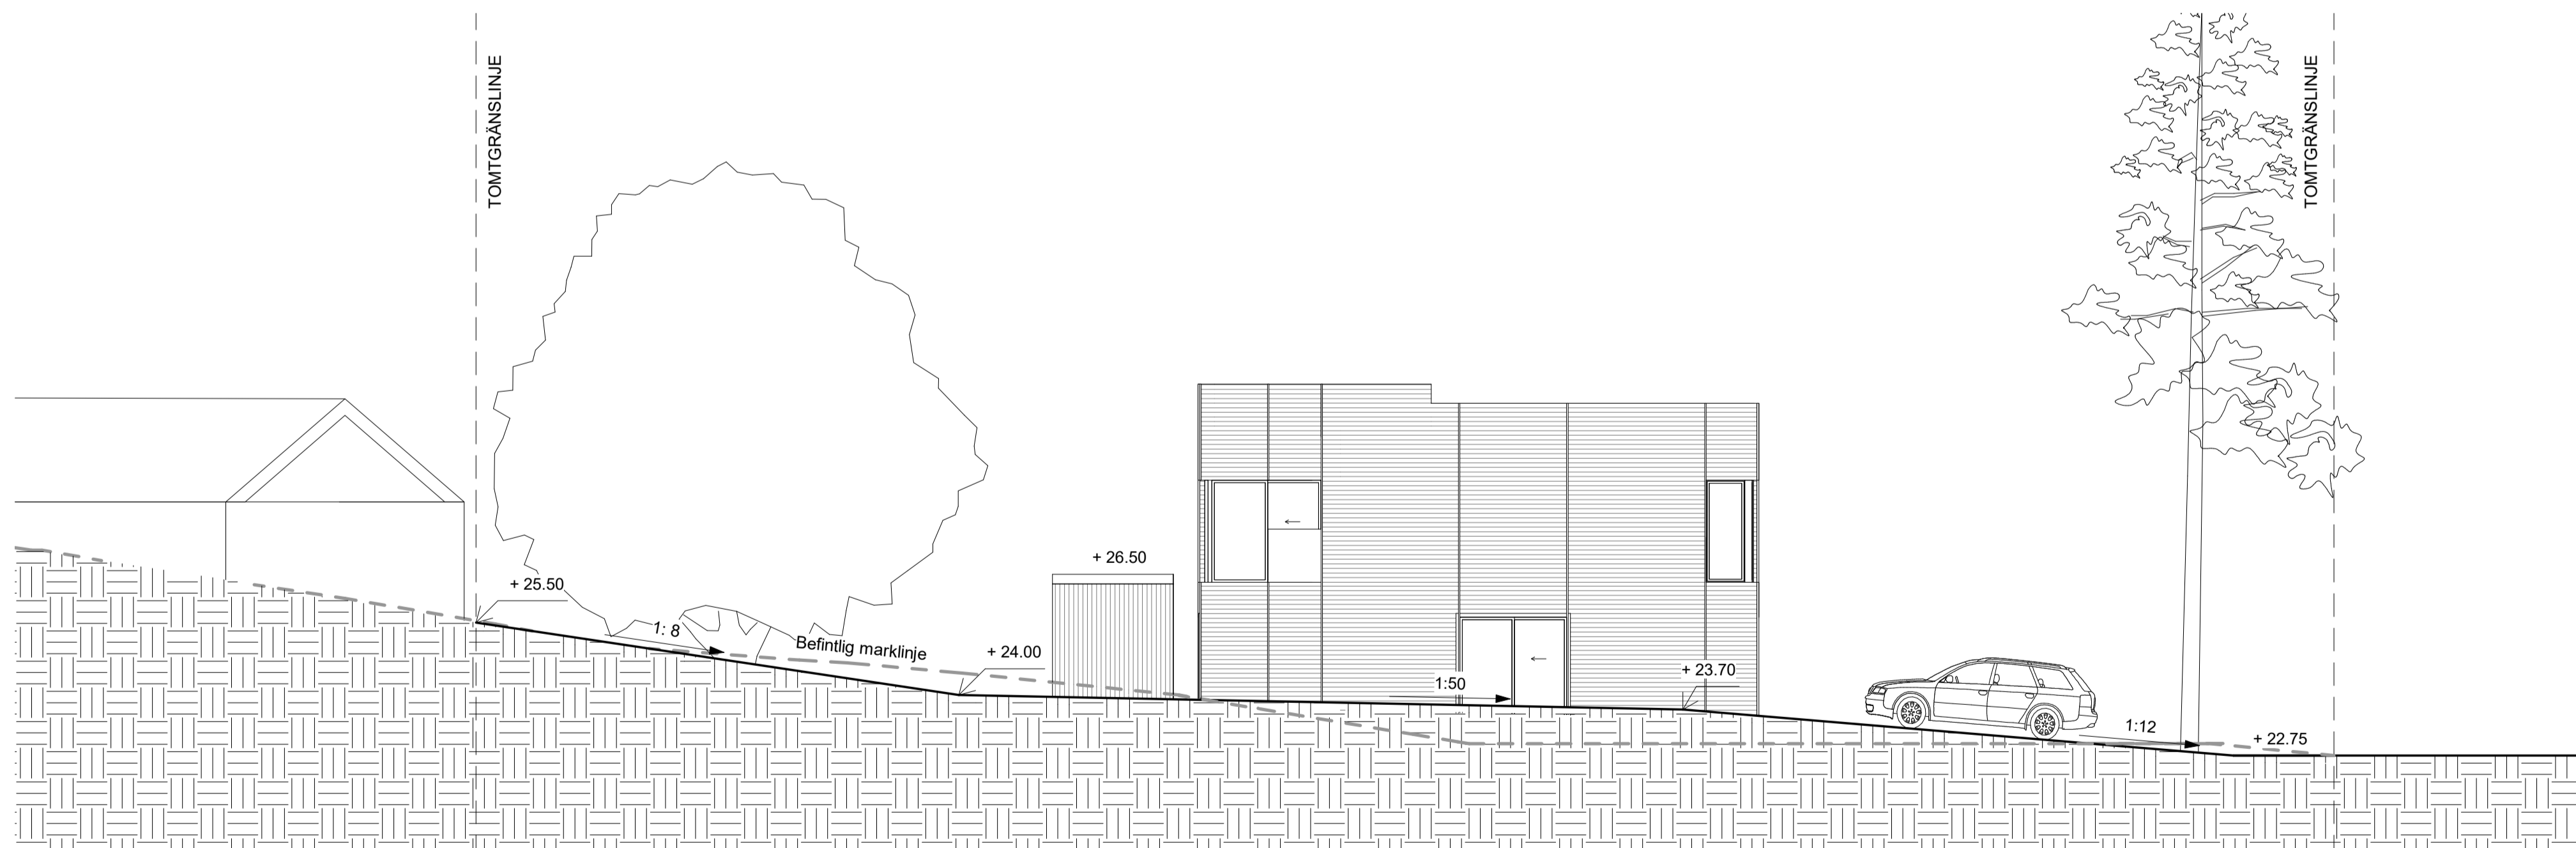 TOMTGRÄNSLINJE
TOMTGRÄNSLINJE
+ 26.50
+ 25.50
1: 8
Befintlig marklinje
+ 24.00
+ 23.70
1:50
1:12
+ 22.75